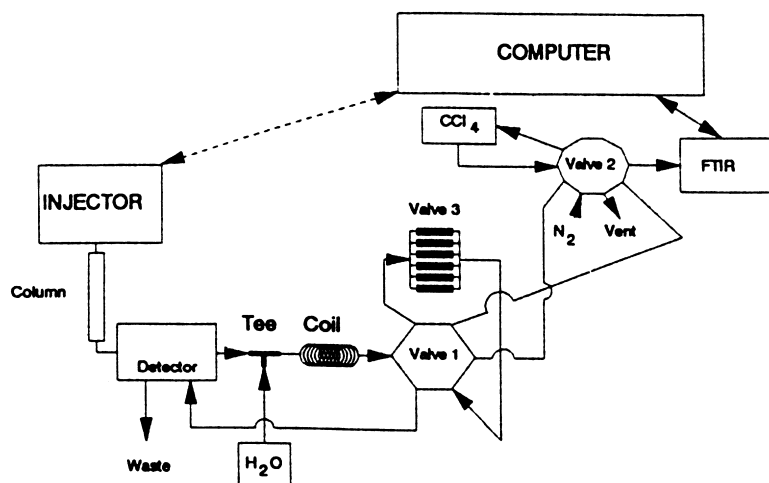 COMPUTER
CCl4
Valve 2
FTIR
INJECTOR
Valve 3
N2
Vent
Column
Tee
Coil
Valve 1
Detector
Waste
H2O